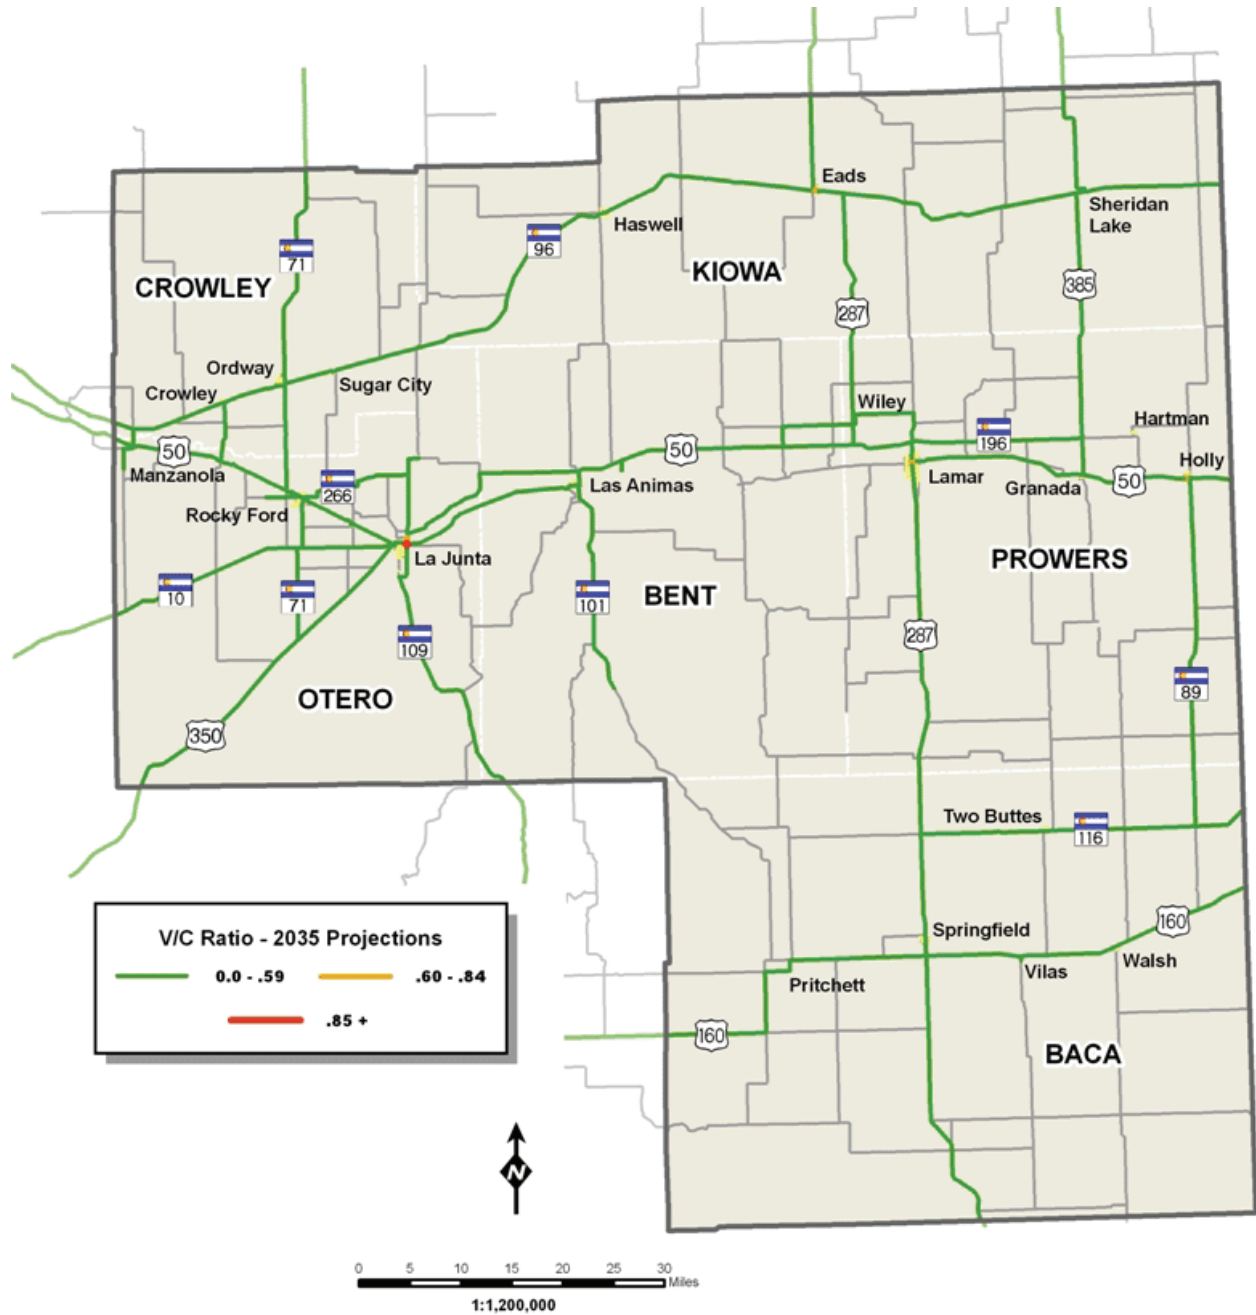 Eads
Sheridan
Lake
Haswell
96
71
CROWLEY
KIOWA
385
287
Ordway
Crowley
Sugar City
Wiley
Hartman
196
50
50
Manzanola
266
Las Animas
Lamar
Granada
50
Holly
Rocky Ford
La Junta
PROWERS
10
71
101
BENT
109
287
89
OTERO
350
Two Buttes
116
V/C Ratio - 2035 Projections
0.0 - .59
.60 - .84
.85 +
160
Springfield
Walsh
Vilas
Pritchett
160
BACA
N
0 5 10 15 20 25 30
Miles
1:1,200,000